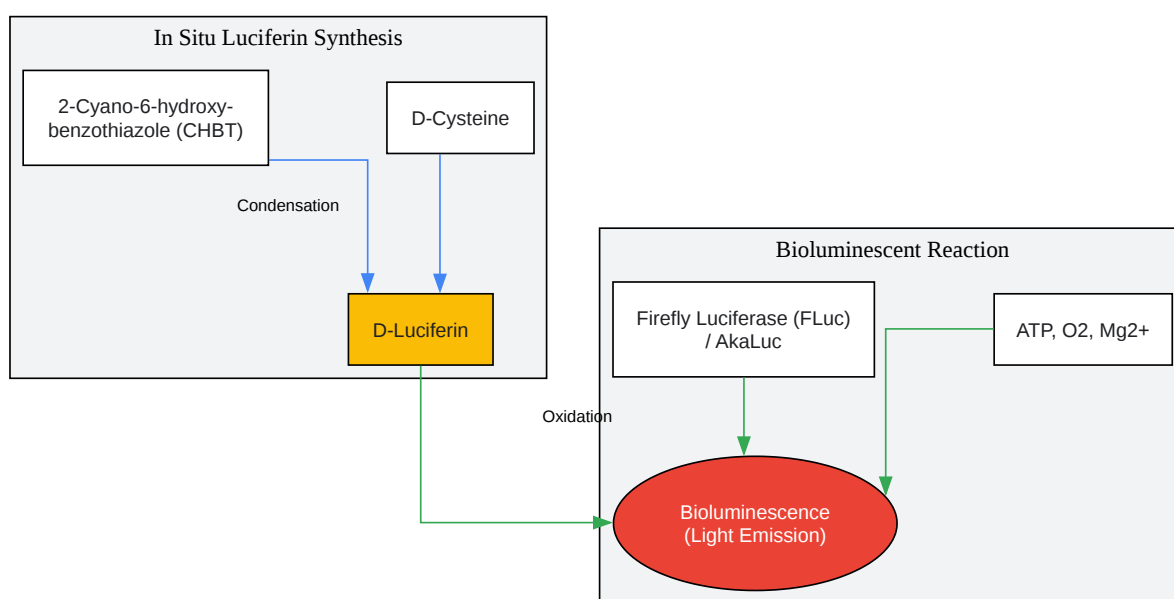 In Situ Luciferin Synthesis
2-Cyano-6-hydroxy-
benzothiazole (CHBT)
D-Cysteine
Condensation
D-Luciferin
Bioluminescent Reaction
Firefly Luciferase (FLuc)
/ AkaLuc
ATP, O2, Mg2+
Oxidation
Bioluminescence
(Light Emission)